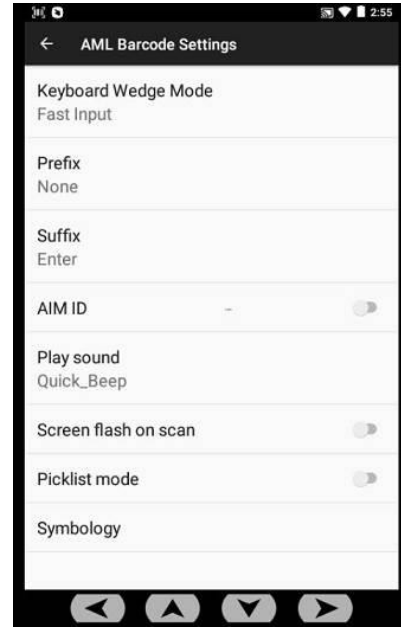 2:55
AML Barcode Settings
Keyboard Wedge Mode
Fast Input
Prefix
None
Suffix
Enter
AIM ID
Play sound
Quick_Beep
Screen flash on scan
Picklist mode
Symbology